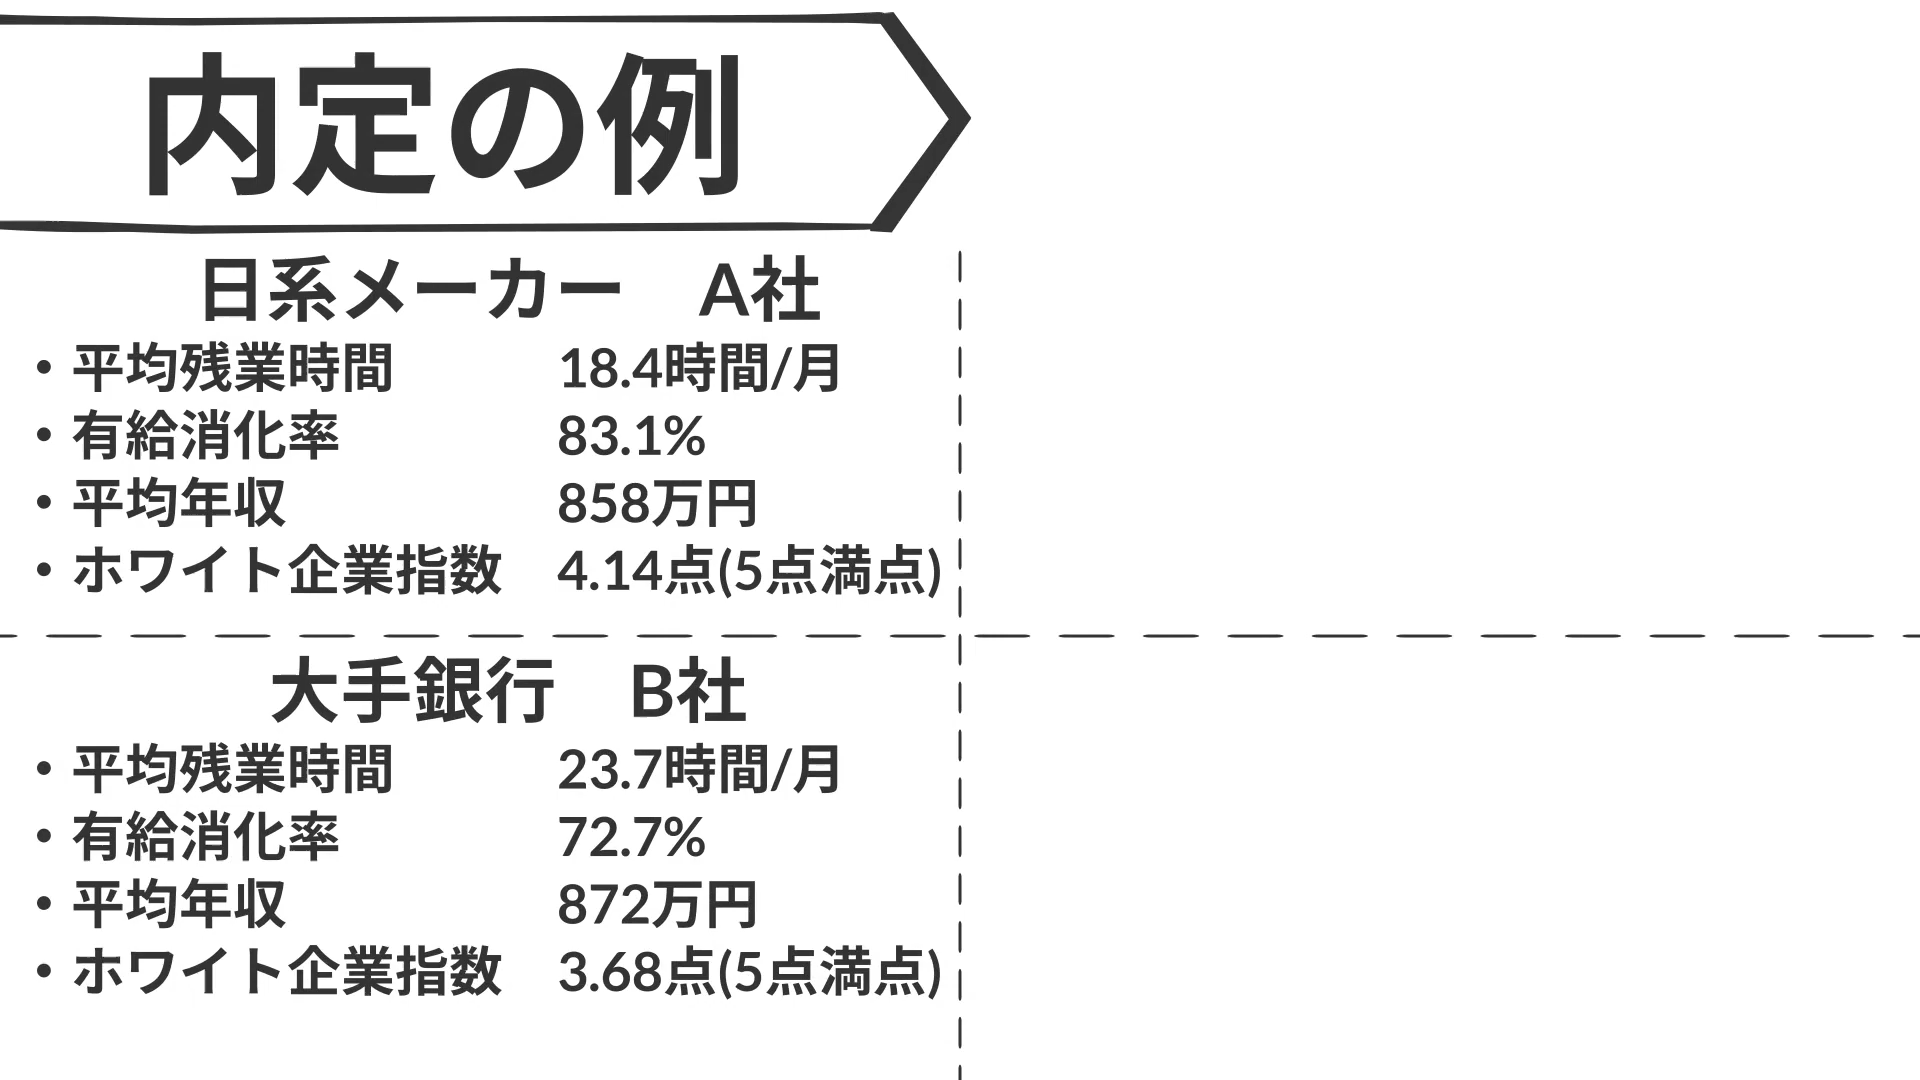 内定の例
日系メーカー　A社
• 平均残業時間　18.4時間/月
• 有給消化率　83.1%
• 平均年収　858万円
• ホワイト企業指数　4.14点(5点満点)
大手銀行　B社
• 平均残業時間　23.7時間/月
• 有給消化率　72.7%
• 平均年収　872万円
• ホワイト企業指数　3.68点(5点満点)